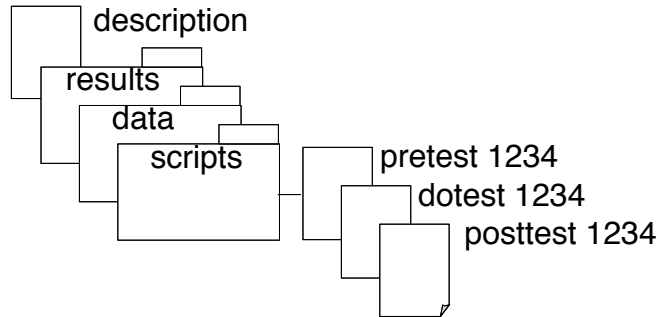 description
results
data
scripts
pretest 1234
dotest 1234
posttest 1234